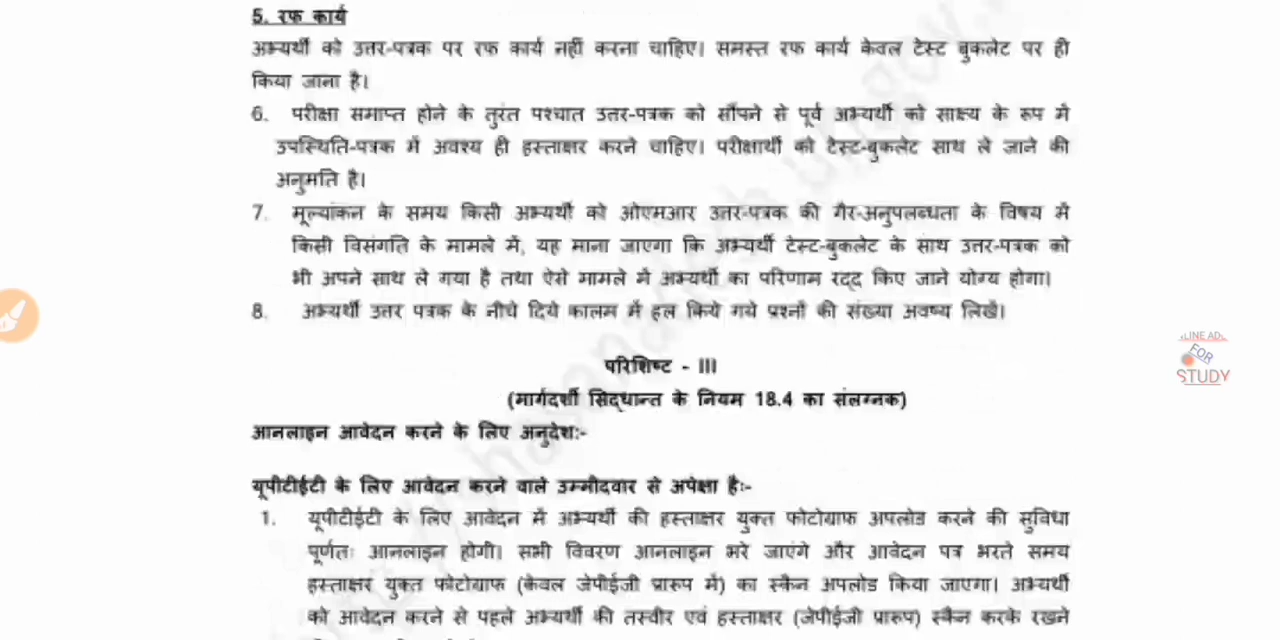 5. रफ कार्य
अभ्यर्थी को उत्तर-पत्रक पर रफ कार्य नहीं करना चाहिए। समस्त रफ कार्य केवल टेस्ट बुकलेट पर ही
किया जाना है।
6. परीक्षा समाप्त होने के तुरंत पश्चात उत्तर-पत्रक को सौंपने से पूर्व अभ्यर्थी को साक्ष्य के रूप में
उपस्थिति-पत्रक में अवश्य ही हस्ताक्षर करने चाहिए। परीक्षार्थी को टेस्ट-बुकलेट साथ ले जाने की
अनुमति है।
7. मूल्यांकन के समय किसी अभ्यर्थी को ओएमआर उत्तर-पत्रक की गैर-अनुपलब्धता के विषय में
किसी विसंगति के मामले में, यह माना जाएगा कि अभ्यर्थी टेस्ट-बुकलेट के साथ उत्तर-पत्रक को
भी अपने साथ ले गया है तथा ऐसे मामले में अभ्यर्थी का परिणाम रद्द किए जाने योग्य होगा।
8. अभ्यर्थी उत्तर पत्रक के नीचे दिये कालम में हल किये गये प्रश्नों की संख्या अवष्य लिखें।
परिशिष्ट - III
(मार्गदर्शी सिद्धान्त के नियम 18.4 का संलग्नक)
आनलाइन आवेदन करने के लिए अनुदेश:-
यूपीटीईटी के लिए आवेदन करने वाले उम्मीदवार से अपेक्षा है:-
1. यूपीटीईटी के लिए आवेदन में अभ्यर्थी की हस्ताक्षर युक्त फोटोग्राफ अपलोड करने की सुविधा
पूर्णतः आनलाइन होगी। सभी विवरण आनलाइन भरे जाएंगे और आवेदन पत्र भरते समय
हस्ताक्षर युक्त फोटोग्राफ (केवल जेपीईजी प्रारूप में) का स्कैन अपलोड किया जाएगा। अभ्यर्थी
को आवेदन करने से पहले अभ्यर्थी की तस्वीर एवं हस्ताक्षर (जेपीईजी प्रारुप) स्कैन करके रखने
FOR
STUDY